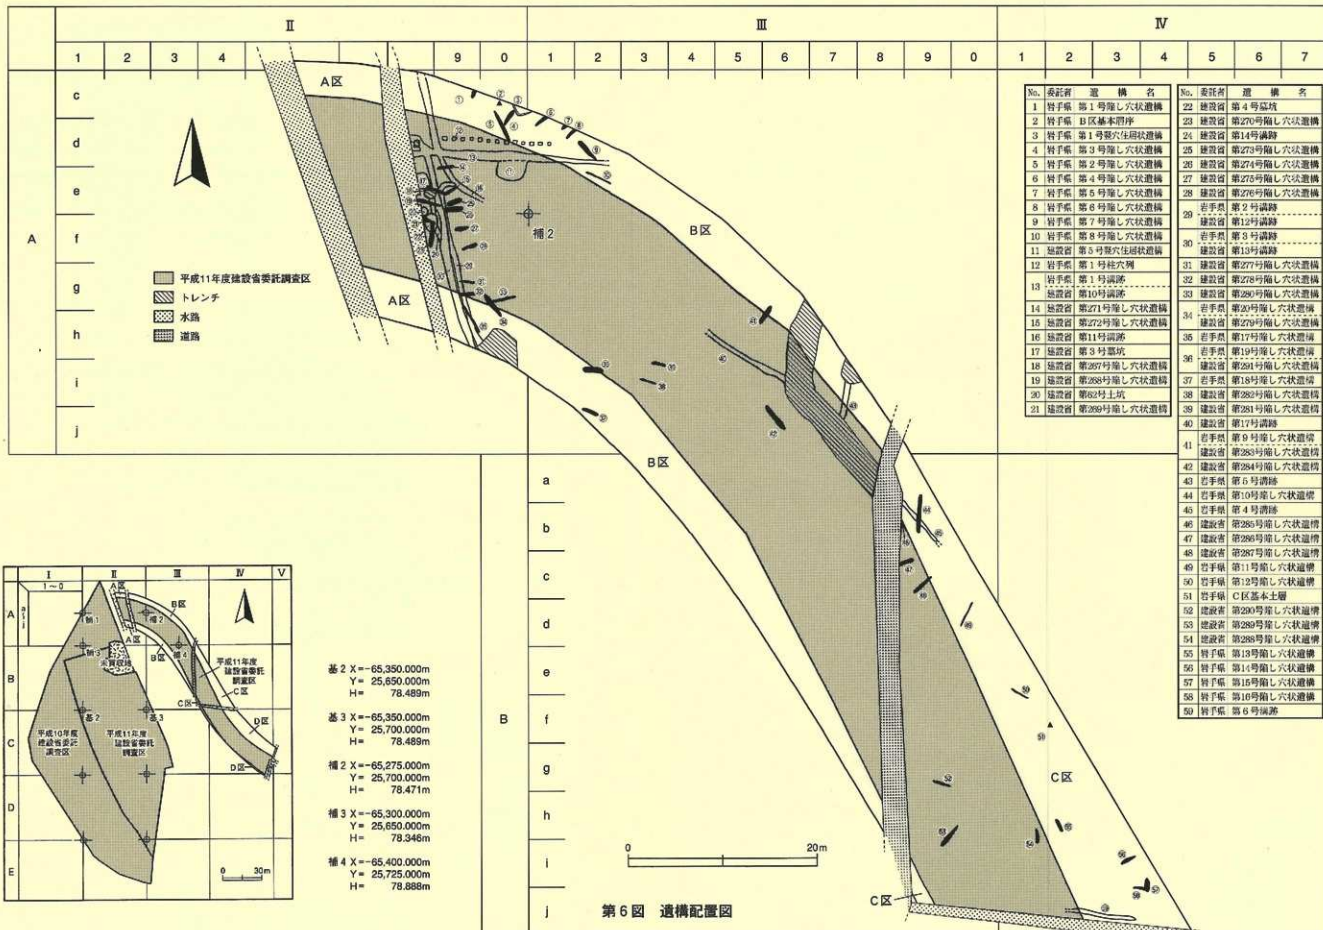 II III IV
1 2 3 4 9 0 1 2 3 4 5 6 7 8 9 0 1 2 3 4 5 6 7
A
c
d
e
f
g
h
i
j
A区
A区
B区
B区
補2
平成11年度建設省委託調査区
トレンチ
水路
道路
No. 委託者 遺構名
1 岩手県 第1号陥し穴状遺構
2 岩手県 B区基本層序
3 岩手県 第1号竪穴住居状遺構
4 岩手県 第3号陥し穴状遺構
5 岩手県 第2号陥し穴状遺構
6 岩手県 第4号陥し穴状遺構
7 岩手県 第5号陥し穴状遺構
8 岩手県 第6号陥し穴状遺構
9 岩手県 第7号陥し穴状遺構
10 岩手県 第8号陥し穴状遺構
11 建設省 第5号竪穴住居状遺構
12 岩手県 第1号柱穴列
13 岩手県 第1号溝跡
建設省 第10号溝跡
14 建設省 第271号陥し穴状遺構
15 建設省 第272号陥し穴状遺構
16 建設省 第11号溝跡
17 建設省 第3号墓坑
18 建設省 第267号陥し穴状遺構
19 建設省 第268号陥し穴状遺構
20 建設省 第62号土坑
21 建設省 第269号陥し穴状遺構
No. 委託者 遺構名
22 建設省 第4号墓坑
23 建設省 第270号陥し穴状遺構
24 建設省 第14号溝跡
25 建設省 第273号陥し穴状遺構
26 建設省 第274号陥し穴状遺構
27 建設省 第275号陥し穴状遺構
28 建設省 第276号陥し穴状遺構
29 岩手県 第2号溝跡
建設省 第12号溝跡
30 岩手県 第3号溝跡
建設省 第13号溝跡
31 建設省 第277号陥し穴状遺構
32 建設省 第278号陥し穴状遺構
33 建設省 第280号陥し穴状遺構
34 岩手県 第20号陥し穴状遺構
建設省 第279号陥し穴状遺構
35 岩手県 第17号陥し穴状遺構
36 岩手県 第19号陥し穴状遺構
建設省 第291号陥し穴状遺構
37 岩手県 第18号陥し穴状遺構
38 建設省 第282号陥し穴状遺構
39 建設省 第281号陥し穴状遺構
40 建設省 第17号溝跡
41 岩手県 第9号陥し穴状遺構
建設省 第283号陥し穴状遺構
42 建設省 第284号陥し穴状遺構
43 岩手県 第5号溝跡
44 岩手県 第10号陥し穴状遺構
45 岩手県 第4号溝跡
46 建設省 第285号陥し穴状遺構
47 建設省 第286号陥し穴状遺構
48 建設省 第287号陥し穴状遺構
49 岩手県 第11号陥し穴状遺構
50 岩手県 第12号陥し穴状遺構
51 岩手県 C区基本土層
52 建設省 第290号陥し穴状遺構
53 建設省 第289号陥し穴状遺構
54 建設省 第288号陥し穴状遺構
55 岩手県 第13号陥し穴状遺構
56 岩手県 第14号陥し穴状遺構
57 岩手県 第15号陥し穴状遺構
58 岩手県 第16号陥し穴状遺構
59 岩手県 第6号溝跡
B
a
b
c
d
e
f
g
h
i
j
C区
C区
I II III IV V
1〜0
A
B
C
D
E
A区
A区
B区
B区
補1
補2
補3
補4
未買収地
基2
基3
平成11年度
建設省委託
調査区
C区
C区
D区
D区
平成10年度
建設省委託
調査区
平成11年度
建設省委託
調査区
0 30m
基2 X=-65,350.000m
Y= 25,650.000m
H= 78.489m
基3 X=-65,350.000m
Y= 25,700.000m
H= 78.489m
補2 X=-65,275.000m
Y= 25,700.000m
H= 78.471m
補3 X=-65,300.000m
Y= 25,650.000m
H= 78.346m
補4 X=-65,400.000m
Y= 25,725.000m
H= 78.888m
0 20m
第6図 遺構配置図